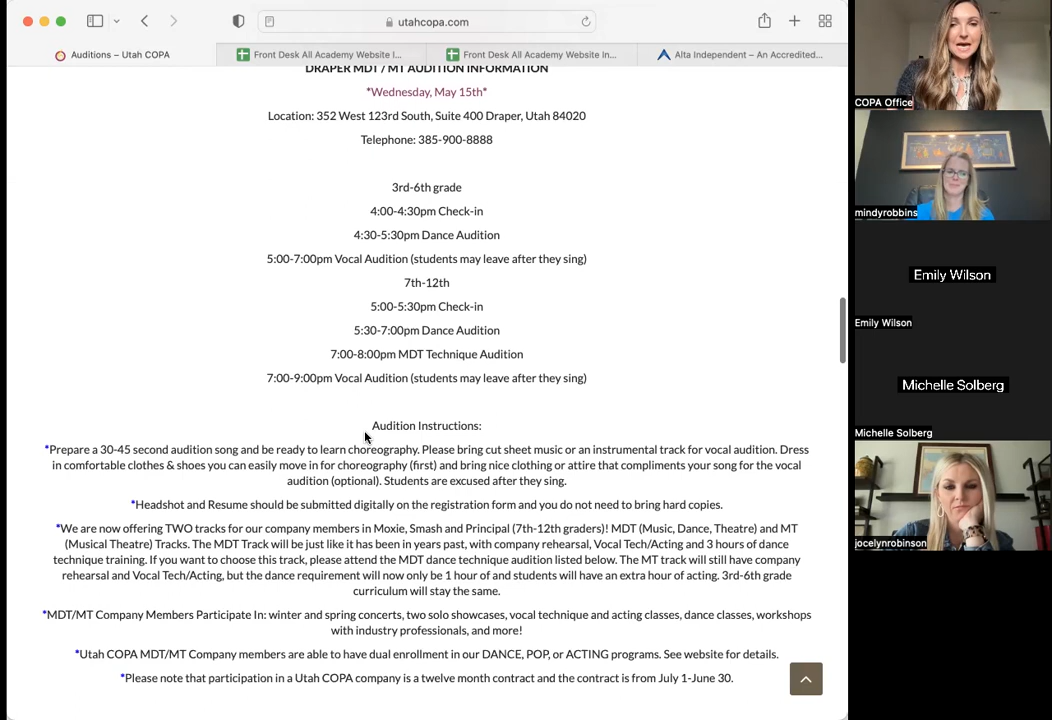 utahcopa.com
Auditions – Utah COPA
Front Desk All Academy Website I...
Front Desk All Academy Website In...
Alta Independent – An Accredited...
DRAPER MDT / MT AUDITION INFORMATION
*Wednesday, May 15th*
Location: 352 West 123rd South, Suite 400 Draper, Utah 84020
Telephone: 385-900-8888
3rd-6th grade
4:00-4:30pm Check-in
4:30-5:30pm Dance Audition
5:00-7:00pm Vocal Audition (students may leave after they sing)
7th-12th
5:00-5:30pm Check-in
5:30-7:00pm Dance Audition
7:00-8:00pm MDT Technique Audition
7:00-9:00pm Vocal Audition (students may leave after they sing)
Audition Instructions:
*Prepare a 30-45 second audition song and be ready to learn choreography. Please bring cut sheet music or an instrumental track for vocal audition. Dress
in comfortable clothes & shoes you can easily move in for choreography (first) and bring nice clothing or attire that compliments your song for the vocal
audition (optional). Students are excused after they sing.
*Headshot and Resume should be submitted digitally on the registration form and you do not need to bring hard copies.
*We are now offering TWO tracks for our company members in Moxie, Smash and Principal (7th-12th graders)! MDT (Music, Dance, Theatre) and MT
(Musical Theatre) Tracks. The MDT Track will be just like it has been in years past, with company rehearsal, Vocal Tech/Acting and 3 hours of dance
technique training. If you want to choose this track, please attend the MDT dance technique audition listed below. The MT track will still have company
rehearsal and Vocal Tech/Acting, but the dance requirement will now only be 1 hour of and students will have an extra hour of acting. 3rd-6th grade
curriculum will stay the same.
*MDT/MT Company Members Participate In: winter and spring concerts, two solo showcases, vocal technique and acting classes, dance classes, workshops
with industry professionals, and more!
*Utah COPA MDT/MT Company members are able to have dual enrollment in our DANCE, POP, or ACTING programs. See website for details.
*Please note that participation in a Utah COPA company is a twelve month contract and the contract is from July 1-June 30.
COPA Office
mindyrobbins
Emily Wilson
Emily Wilson
Michelle Solberg
Michelle Solberg
jocelynrobinson